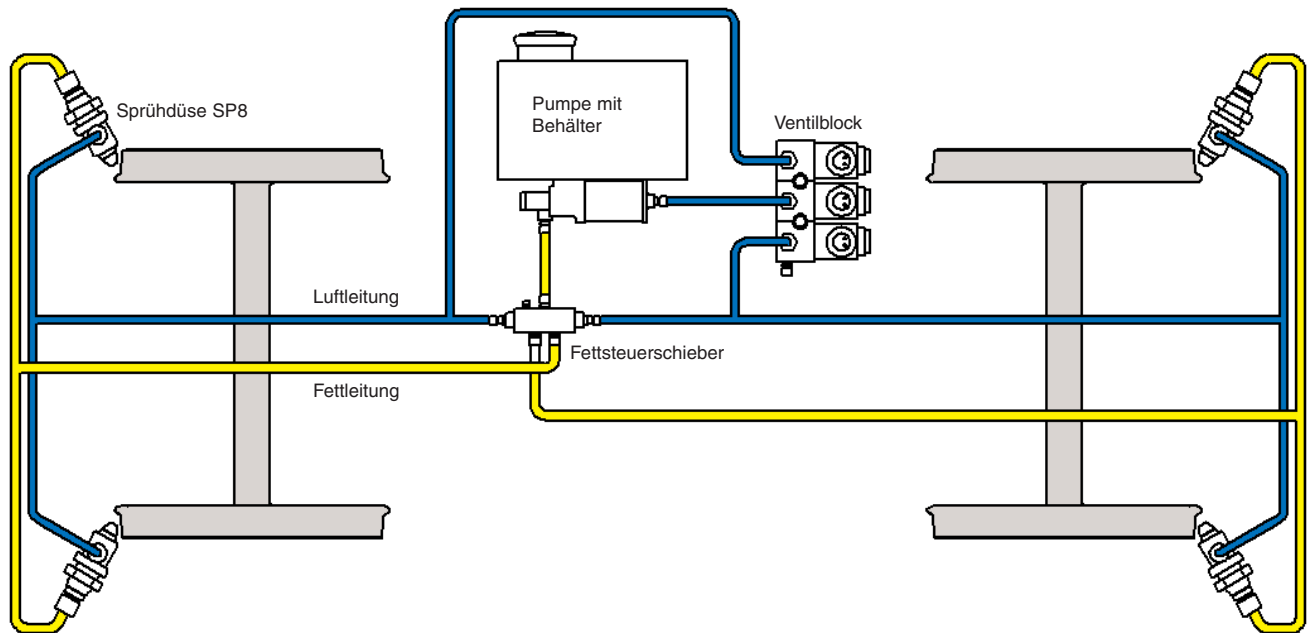 Sprühdüse SP8
Pumpe mit
Behälter
Ventilblock
Luftleitung
Fettsteuerschieber
Fettleitung